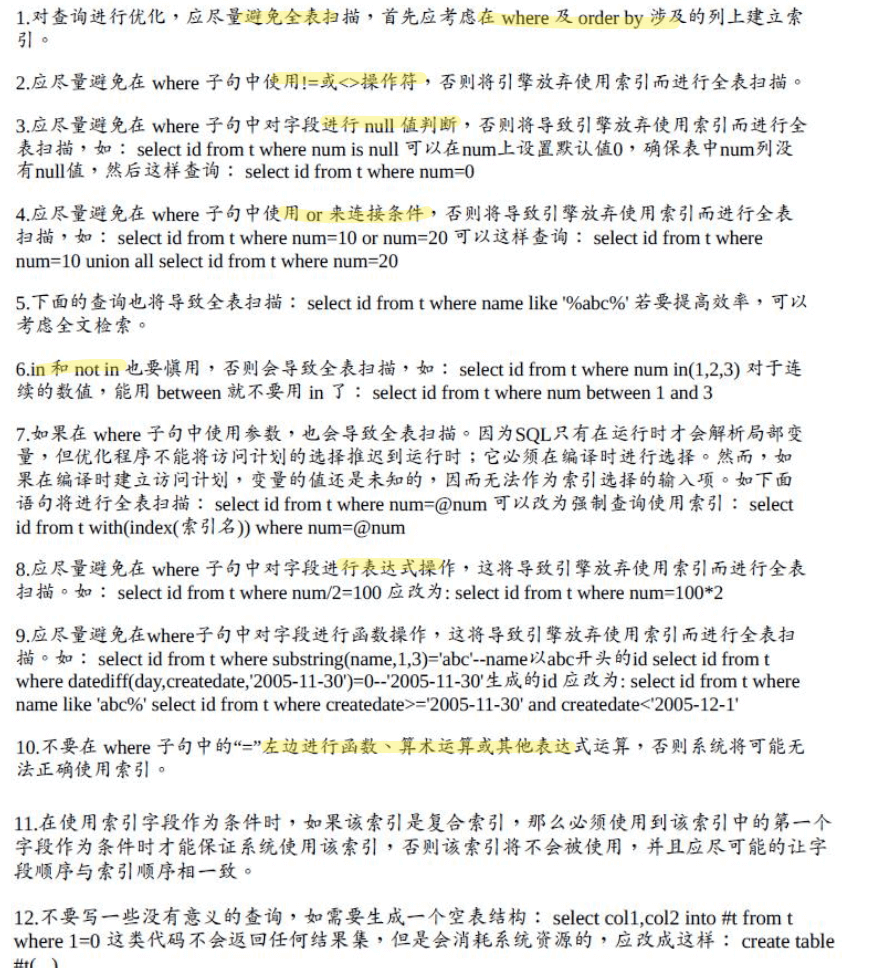 1.对查询进行优化，应尽量避免全表扫描，首先应考虑在 where 及 order by 涉及的列上建立索
引。
2.应尽量避免在 where 子句中使用!=或<>操作符，否则将引擎放弃使用索引而进行全表扫描。
3.应尽量避免在 where 子句中对字段进行 null 值判断，否则将导致引擎放弃使用索引而进行全
表扫描，如： select id from t where num is null 可以在num上设置默认值0，确保表中num列没
有null值，然后这样查询： select id from t where num=0
4.应尽量避免在 where 子句中使用 or 来连接条件，否则将导致引擎放弃使用索引而进行全表
扫描，如： select id from t where num=10 or num=20 可以这样查询： select id from t where
num=10 union all select id from t where num=20
5.下面的查询也将导致全表扫描： select id from t where name like '%abc%' 若要提高效率，可以
考虑全文检索。
6.in 和 not in 也要慎用，否则会导致全表扫描，如： select id from t where num in(1,2,3) 对于连
续的数值，能用 between 就不要用 in 了： select id from t where num between 1 and 3
7.如果在 where 子句中使用参数，也会导致全表扫描。因为SQL只有在运行时才会解析局部变
量，但优化程序不能将访问计划的选择推迟到运行时；它必须在编译时进行选择。然而，如
果在编译时建立访问计划，变量的值还是未知的，因而无法作为索引选择的输入项。如下面
语句将进行全表扫描： select id from t where num=@num 可以改为强制查询使用索引： select
id from t with(index(索引名)) where num=@num
8.应尽量避免在 where 子句中对字段进行表达式操作，这将导致引擎放弃使用索引而进行全表
扫描。如： select id from t where num/2=100 应改为: select id from t where num=100*2
9.应尽量避免在where子句中对字段进行函数操作，这将导致引擎放弃使用索引而进行全表扫
描。如： select id from t where substring(name,1,3)='abc'--name以abc开头的id select id from t
where datediff(day,createdate,'2005-11-30')=0--'2005-11-30'生成的id 应改为: select id from t where
name like 'abc%' select id from t where createdate>='2005-11-30' and createdate<'2005-12-1'
10.不要在 where 子句中的“=”左边进行函数、算术运算或其他表达式运算，否则系统将可能无
法正确使用索引。
11.在使用索引字段作为条件时，如果该索引是复合索引，那么必须使用到该索引中的第一个
字段作为条件时才能保证系统使用该索引，否则该索引将不会被使用，并且应尽可能的让字
段顺序与索引顺序相一致。
12.不要写一些没有意义的查询，如需要生成一个空表结构： select col1,col2 into #t from t
where 1=0 这类代码不会返回任何结果集，但是会消耗系统资源的，应改成这样： create table
#t(...)